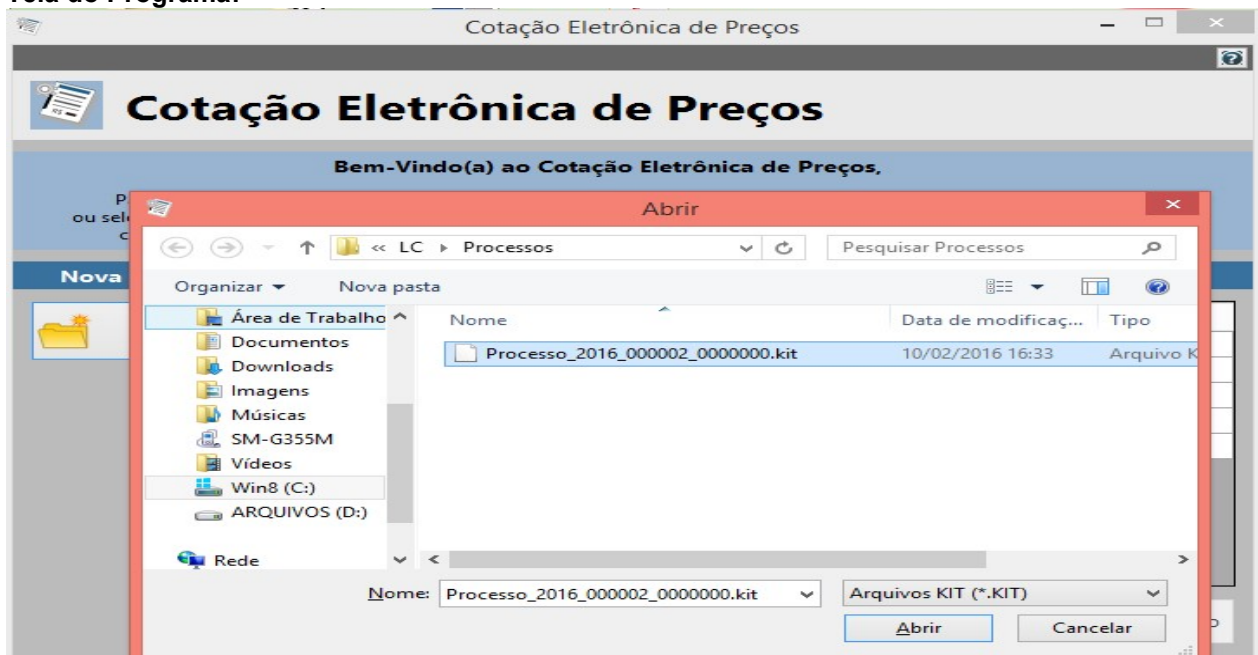 Cotação Eletrônica de Preços
Cotação Eletrônica de Preços
Bem-Vindo(a) ao Cotação Eletrônica de Preços,
ou
Abrir
« LC ▸ Processos
Pesquisar Processos
Nova
Organizar
Nova pasta
Nome
Data de modificaç...
Tipo
Área de Trabalho
Documentos
Downloads
Imagens
Músicas
SM-G355M
Vídeos
Win8 (C:)
ARQUIVOS (D:)
Rede
Processo_2016_000002_0000000.kit
10/02/2016 16:33
Arquivo K
Nome:
Processo_2016_000002_0000000.kit
Arquivos KIT (*.KIT)
Abrir
Cancelar